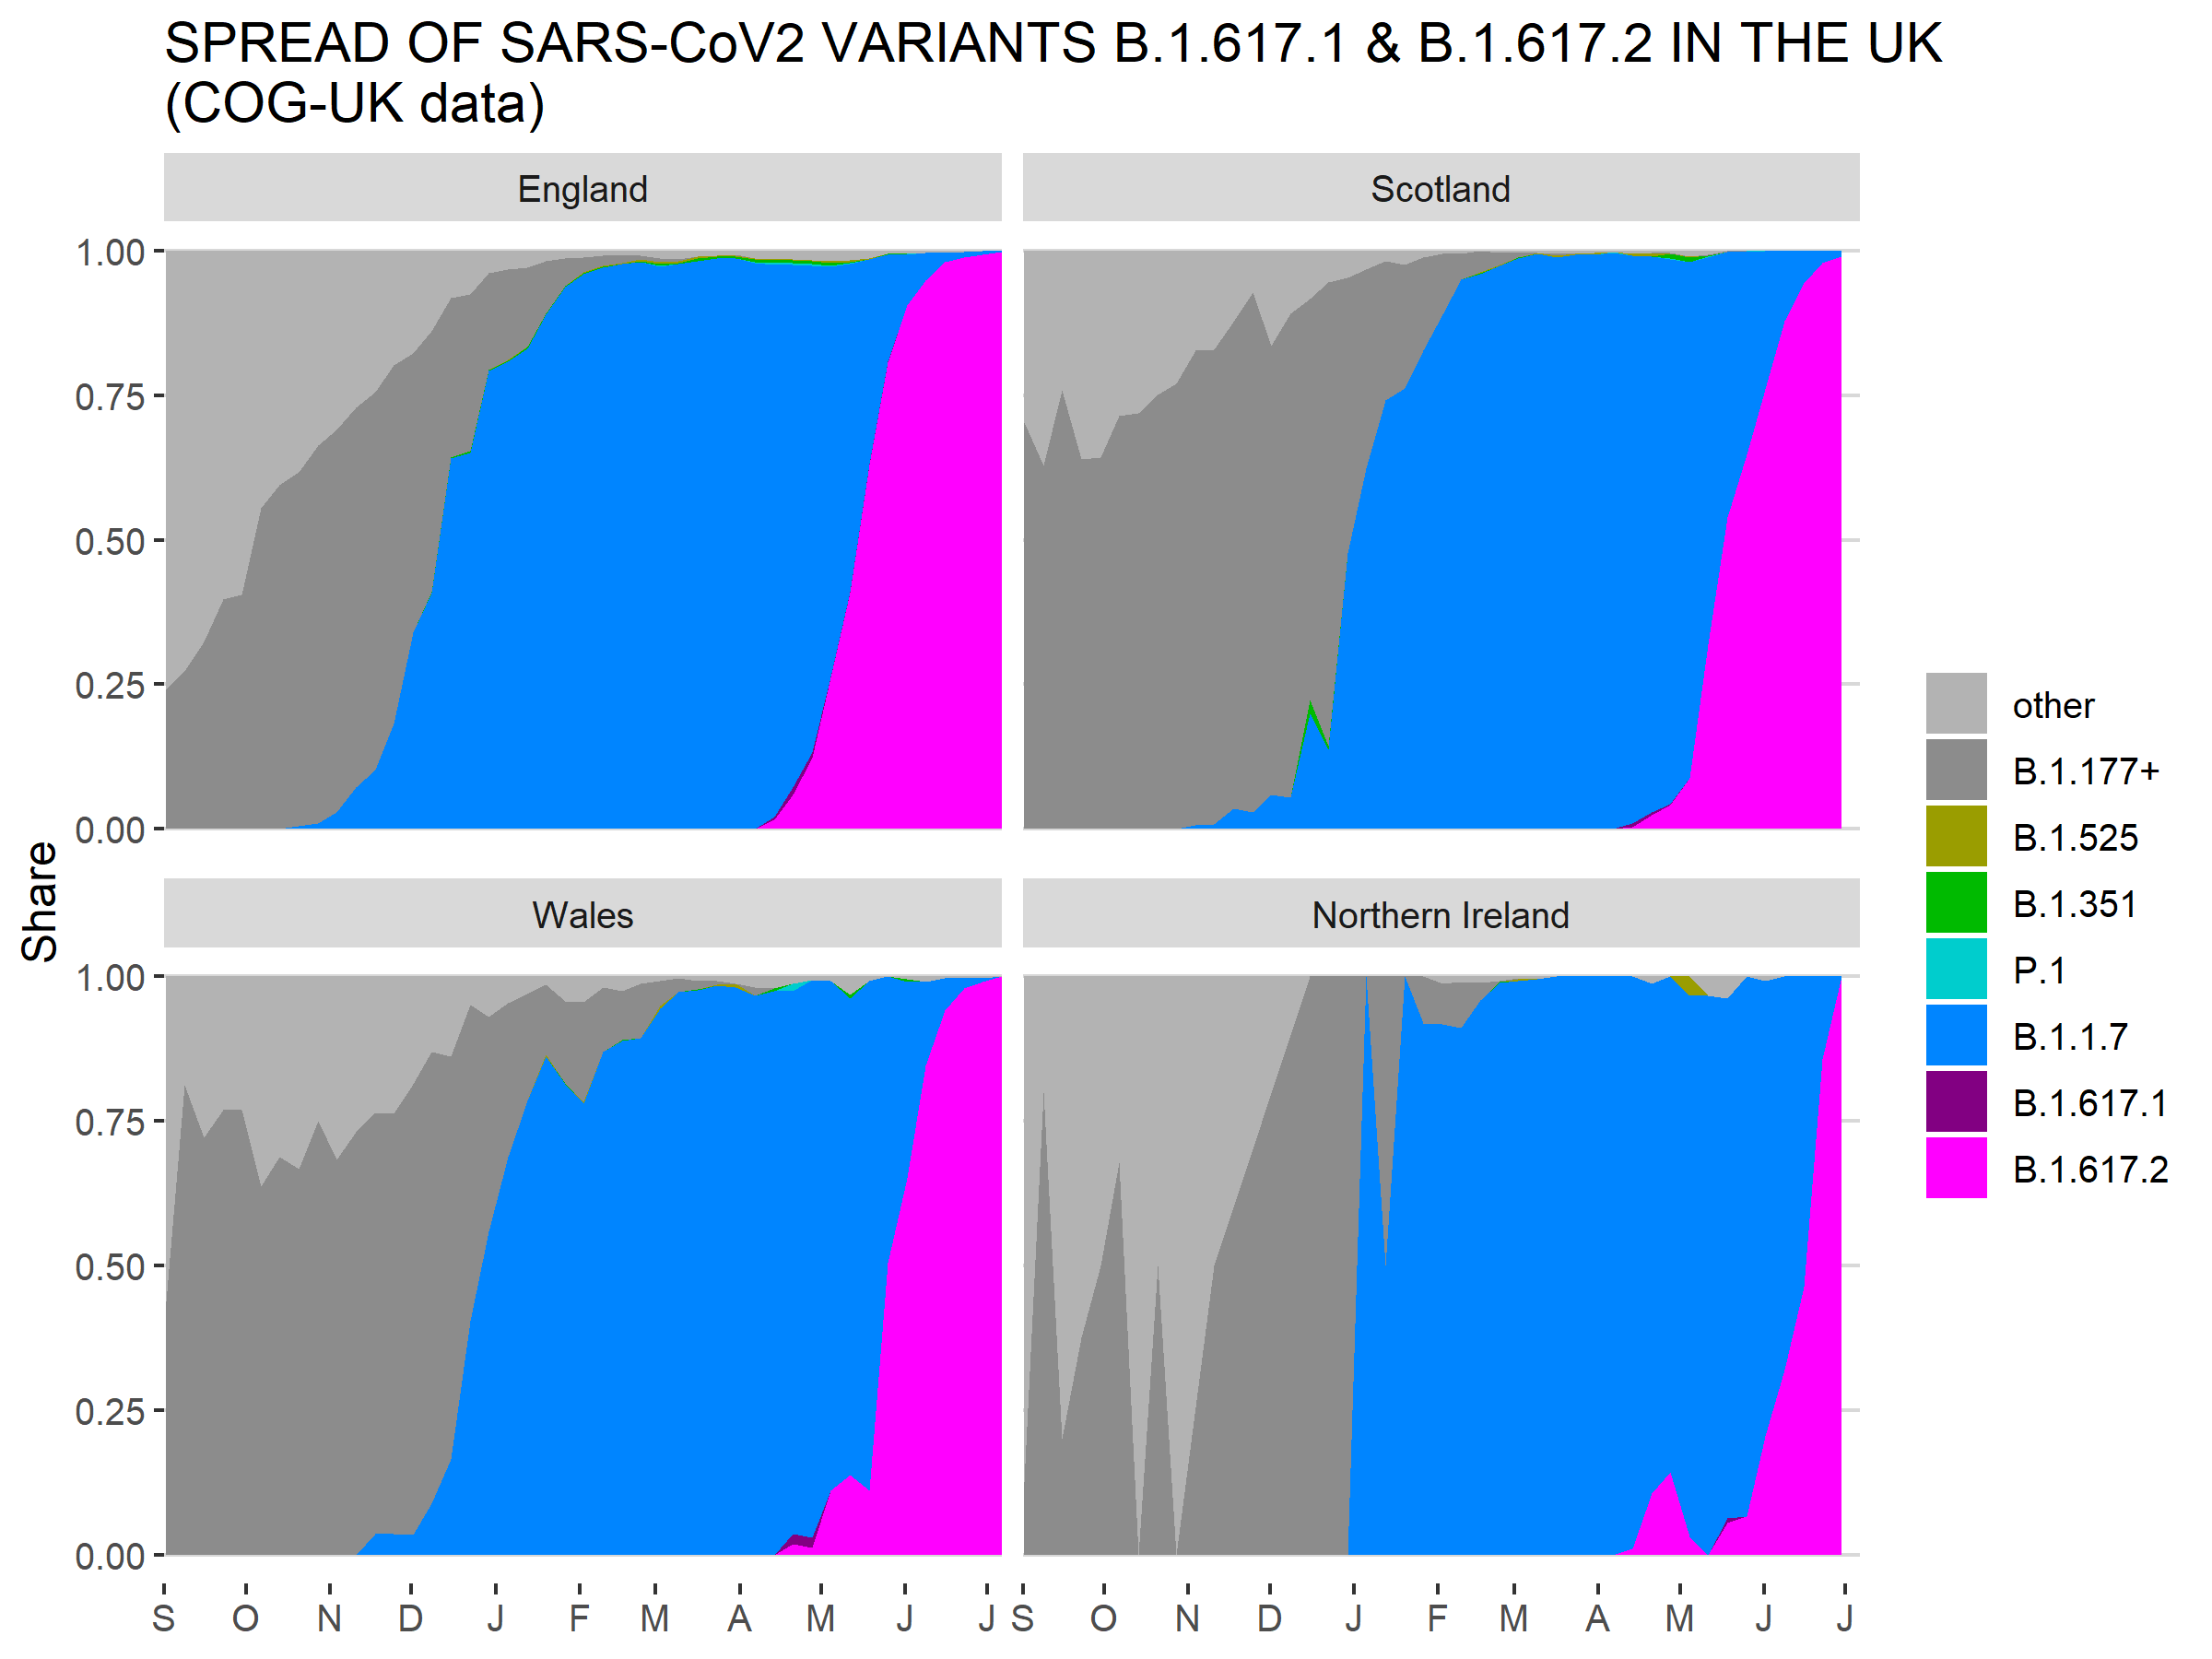 SPREAD OF SARS-CoV2 VARIANTS B.1.617.1 & B.1.617.2 IN THE UK
(COG-UK data)
England
Scotland
1.00
0.75
0.50
0.25
0.00
Share
Wales
Northern Ireland
1.00
0.75
0.50
0.25
0.00
S O N D J F M A M J J
S O N D J F M A M J J
other
B.1.177+
B.1.525
B.1.351
P.1
B.1.1.7
B.1.617.1
B.1.617.2